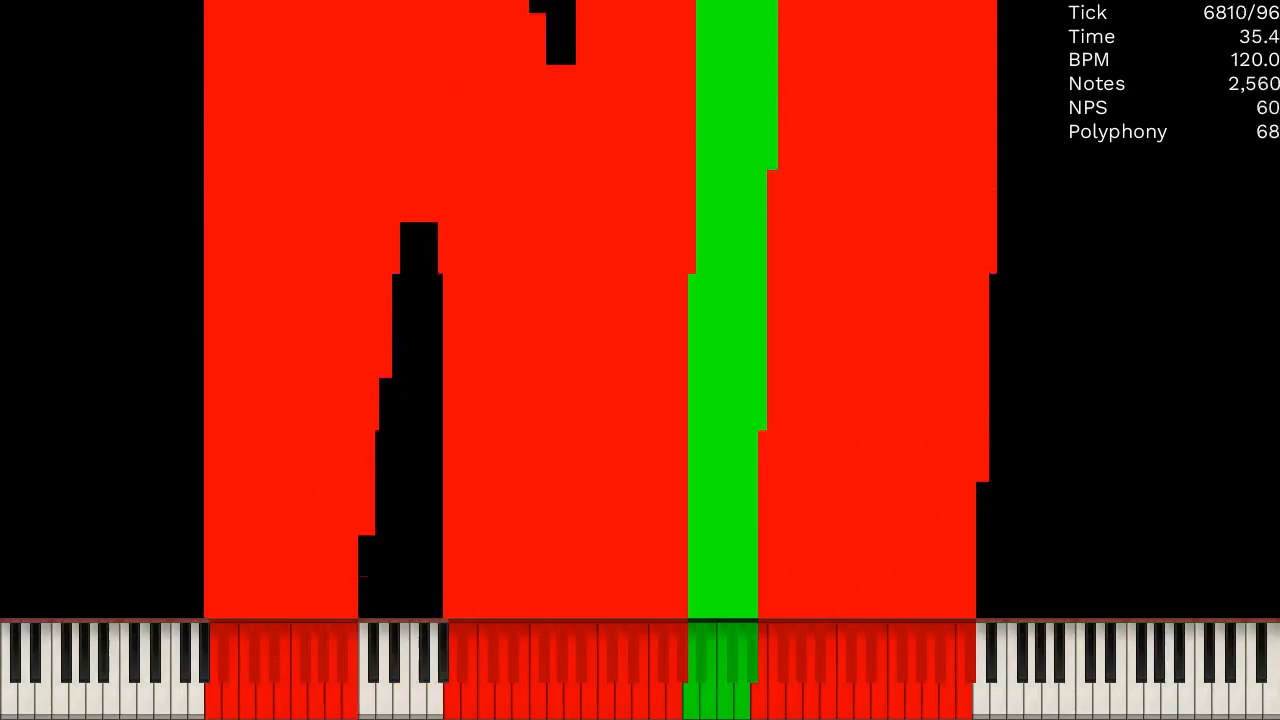 Tick 6810/96
Time 35.4
BPM 120.0
Notes 2,560
NPS 60
Polyphony 68